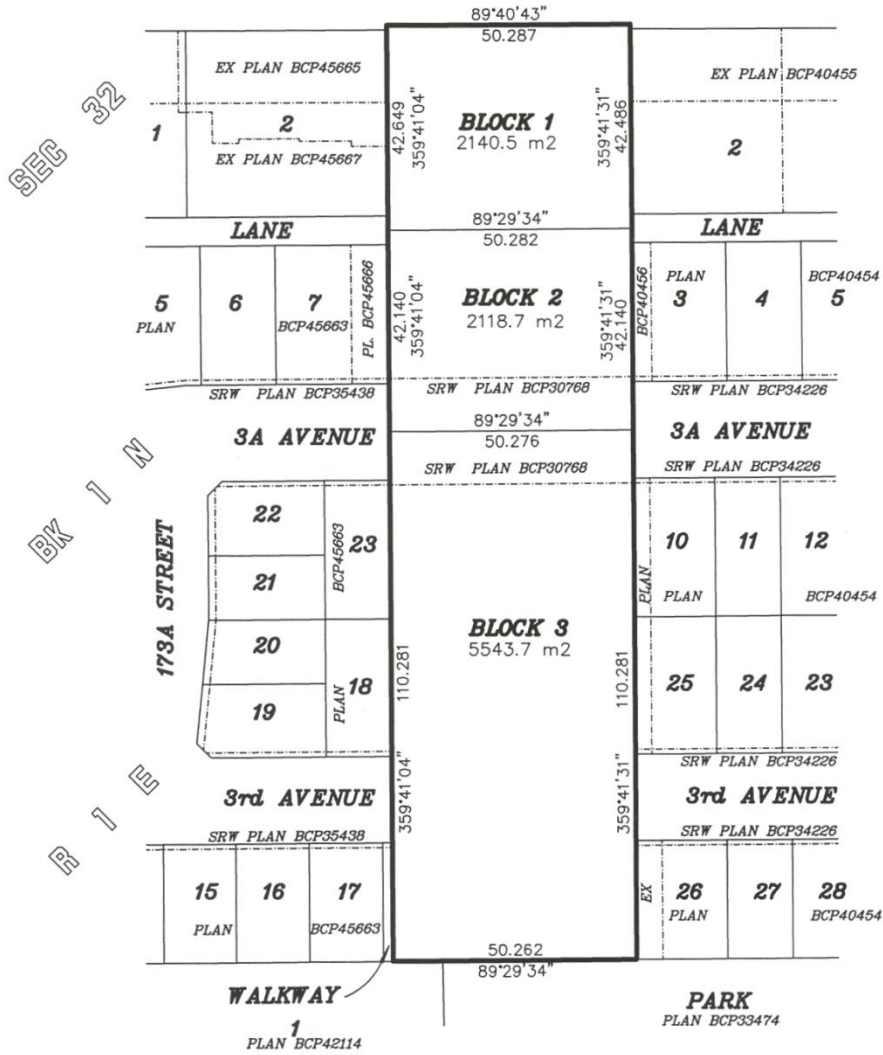 89°40'43"
50.287
EX PLAN BCP45665
EX PLAN BCP40455
SEC 32
1
2
EX PLAN BCP45667
42.649
359°41'04"
BLOCK 1
2140.5 m2
359°41'31"
42.486
2
LANE
89°29'34"
50.282
LANE
5
PLAN
6
7
BCP45663
PL. BCP45666
42.140
359°41'04"
BLOCK 2
2118.7 m2
359°41'31"
42.140
BCP40456
PLAN
3
4
BCP40454
5
SRW PLAN BCP35438
SRW PLAN BCP30768
SRW PLAN BCP34226
3A AVENUE
89°29'34"
50.276
3A AVENUE
SRW PLAN BCP30768
SRW PLAN BCP34226
BK 1 N
173A STREET
22
21
20
19
BCP45663
23
PLAN
18
110.281
359°41'04"
BLOCK 3
5543.7 m2
110.281
359°41'31"
PLAN
10
PLAN
11
12
BCP40454
25
24
23
SRW PLAN BCP34226
R 1 E
3rd AVENUE
3rd AVENUE
SRW PLAN BCP35438
SRW PLAN BCP34226
15
PLAN
16
17
BCP45663
EX
26
PLAN
27
28
BCP40454
50.262
89°29'34"
WALKWAY
1
PLAN BCP42114
PARK
PLAN BCP33474